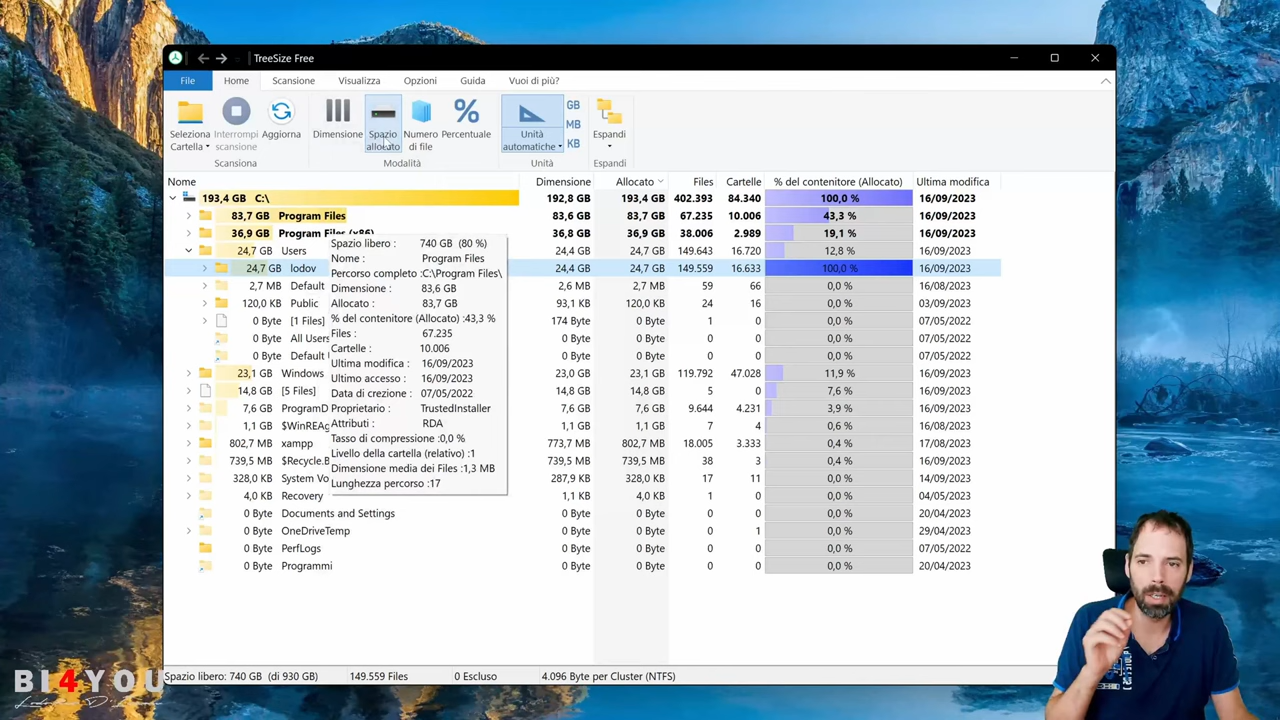 TreeSize Free
File Home Scansione Visualizza Opzioni Guida Vuoi di più?
Seleziona Cartella
Interrompi scansione
Aggiorna
Dimensione
Spazio allocato
Numero di file
Percentuale
Unità automatiche
GB
MB
KB
Espandi
Scansiona Modalità Unità Espandi
Nome Dimensione Allocato Files Cartelle % del contenitore (Allocato) Ultima modifica
193,4 GB C:\ 192,8 GB 193,4 GB 402.393 84.340 100,0 % 16/09/2023
83,7 GB Program Files 83,6 GB 83,7 GB 67.235 10.006 43,3 % 16/09/2023
36,9 GB Program Files (x86) 36,8 GB 36,9 GB 38.006 2.989 19,1 % 16/09/2023
24,7 GB Users 24,4 GB 24,7 GB 149.643 16.720 12,8 % 16/09/2023
24,7 GB lodov 24,4 GB 24,7 GB 149.559 16.633 100,0 % 16/09/2023
2,7 MB Default 2,6 MB 2,7 MB 59 66 0,0 % 16/08/2023
120,0 KB Public 93,1 KB 120,0 KB 24 16 0,0 % 03/09/2023
0 Byte [1 Files] 174 Byte 0 Byte 1 0 0,0 % 07/05/2022
0 Byte All Users 0 Byte 0 Byte 0 0 0,0 % 07/05/2022
0 Byte Default 0 Byte 0 Byte 0 0 0,0 % 07/05/2022
23,1 GB Windows 23,0 GB 23,1 GB 119.792 47.028 11,9 % 16/09/2023
14,8 GB [5 Files] 14,8 GB 14,8 GB 5 0 7,6 % 16/09/2023
7,6 GB ProgramD 7,6 GB 7,6 GB 9.644 4.231 3,9 % 16/09/2023
1,1 GB $WinREAg 1,1 GB 1,1 GB 7 4 0,6 % 16/09/2023
802,7 MB xampp 773,7 MB 802,7 MB 18.005 3.333 0,4 % 17/08/2023
739,5 MB $Recycle.B 739,5 MB 739,5 MB 38 3 0,4 % 16/09/2023
328,0 KB System Vo 287,9 KB 328,0 KB 17 11 0,0 % 14/09/2023
4,0 KB Recovery 1,1 KB 4,0 KB 1 0 0,0 % 04/05/2023
0 Byte Documents and Settings 0 Byte 0 Byte 0 0 0,0 % 20/04/2023
0 Byte OneDriveTemp 0 Byte 0 Byte 0 1 0,0 % 29/04/2023
0 Byte PerfLogs 0 Byte 0 Byte 0 0 0,0 % 07/05/2022
0 Byte Programmi 0 Byte 0 Byte 0 0 0,0 % 20/04/2023
Spazio libero : 740 GB (80 %)
Nome : Program Files
Percorso completo :C:\Program Files\
Dimensione : 83,6 GB
Allocato : 83,7 GB
% del contenitore (Allocato) :43,3 %
Files : 67.235
Cartelle : 10.006
Ultima modifica : 16/09/2023
Ultimo accesso : 16/09/2023
Data di crezione : 07/05/2022
Proprietario : TrustedInstaller
Attributi : RDA
Tasso di compressione :0,0 %
Livello della cartella (relativo) :1
Dimensione media dei Files :1,3 MB
Lunghezza percorso :17
Spazio libero: 740 GB (di 930 GB) 149.559 Files 0 Escluso 4.096 Byte per Cluster (NTFS)
BI4YOU